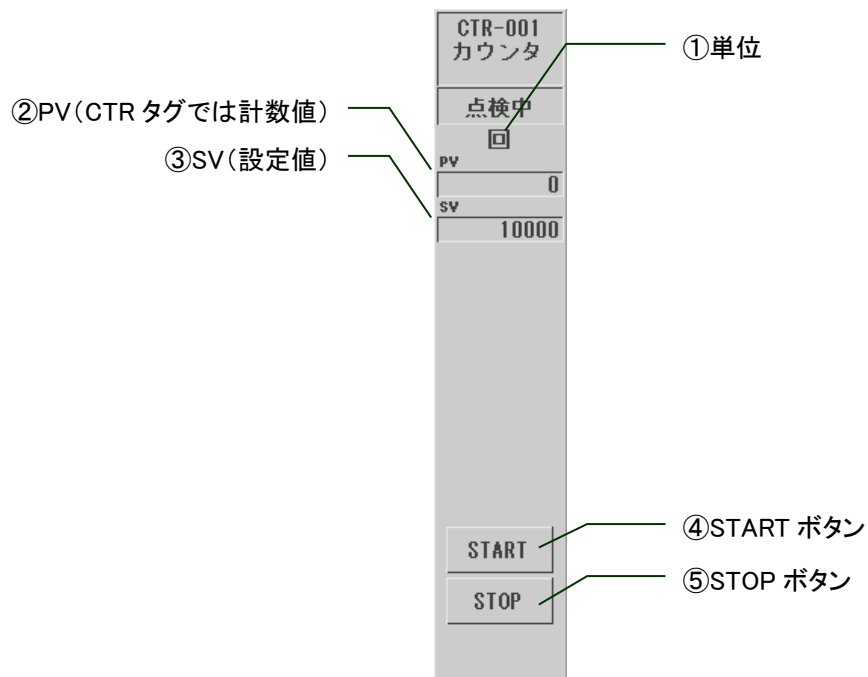 CTR-001
カウンタ
①単位
②PV(CTR タグでは計数値)
点検中
③SV(設定値)
回
PV
0
SV
10000
④START ボタン
START
⑤STOP ボタン
STOP